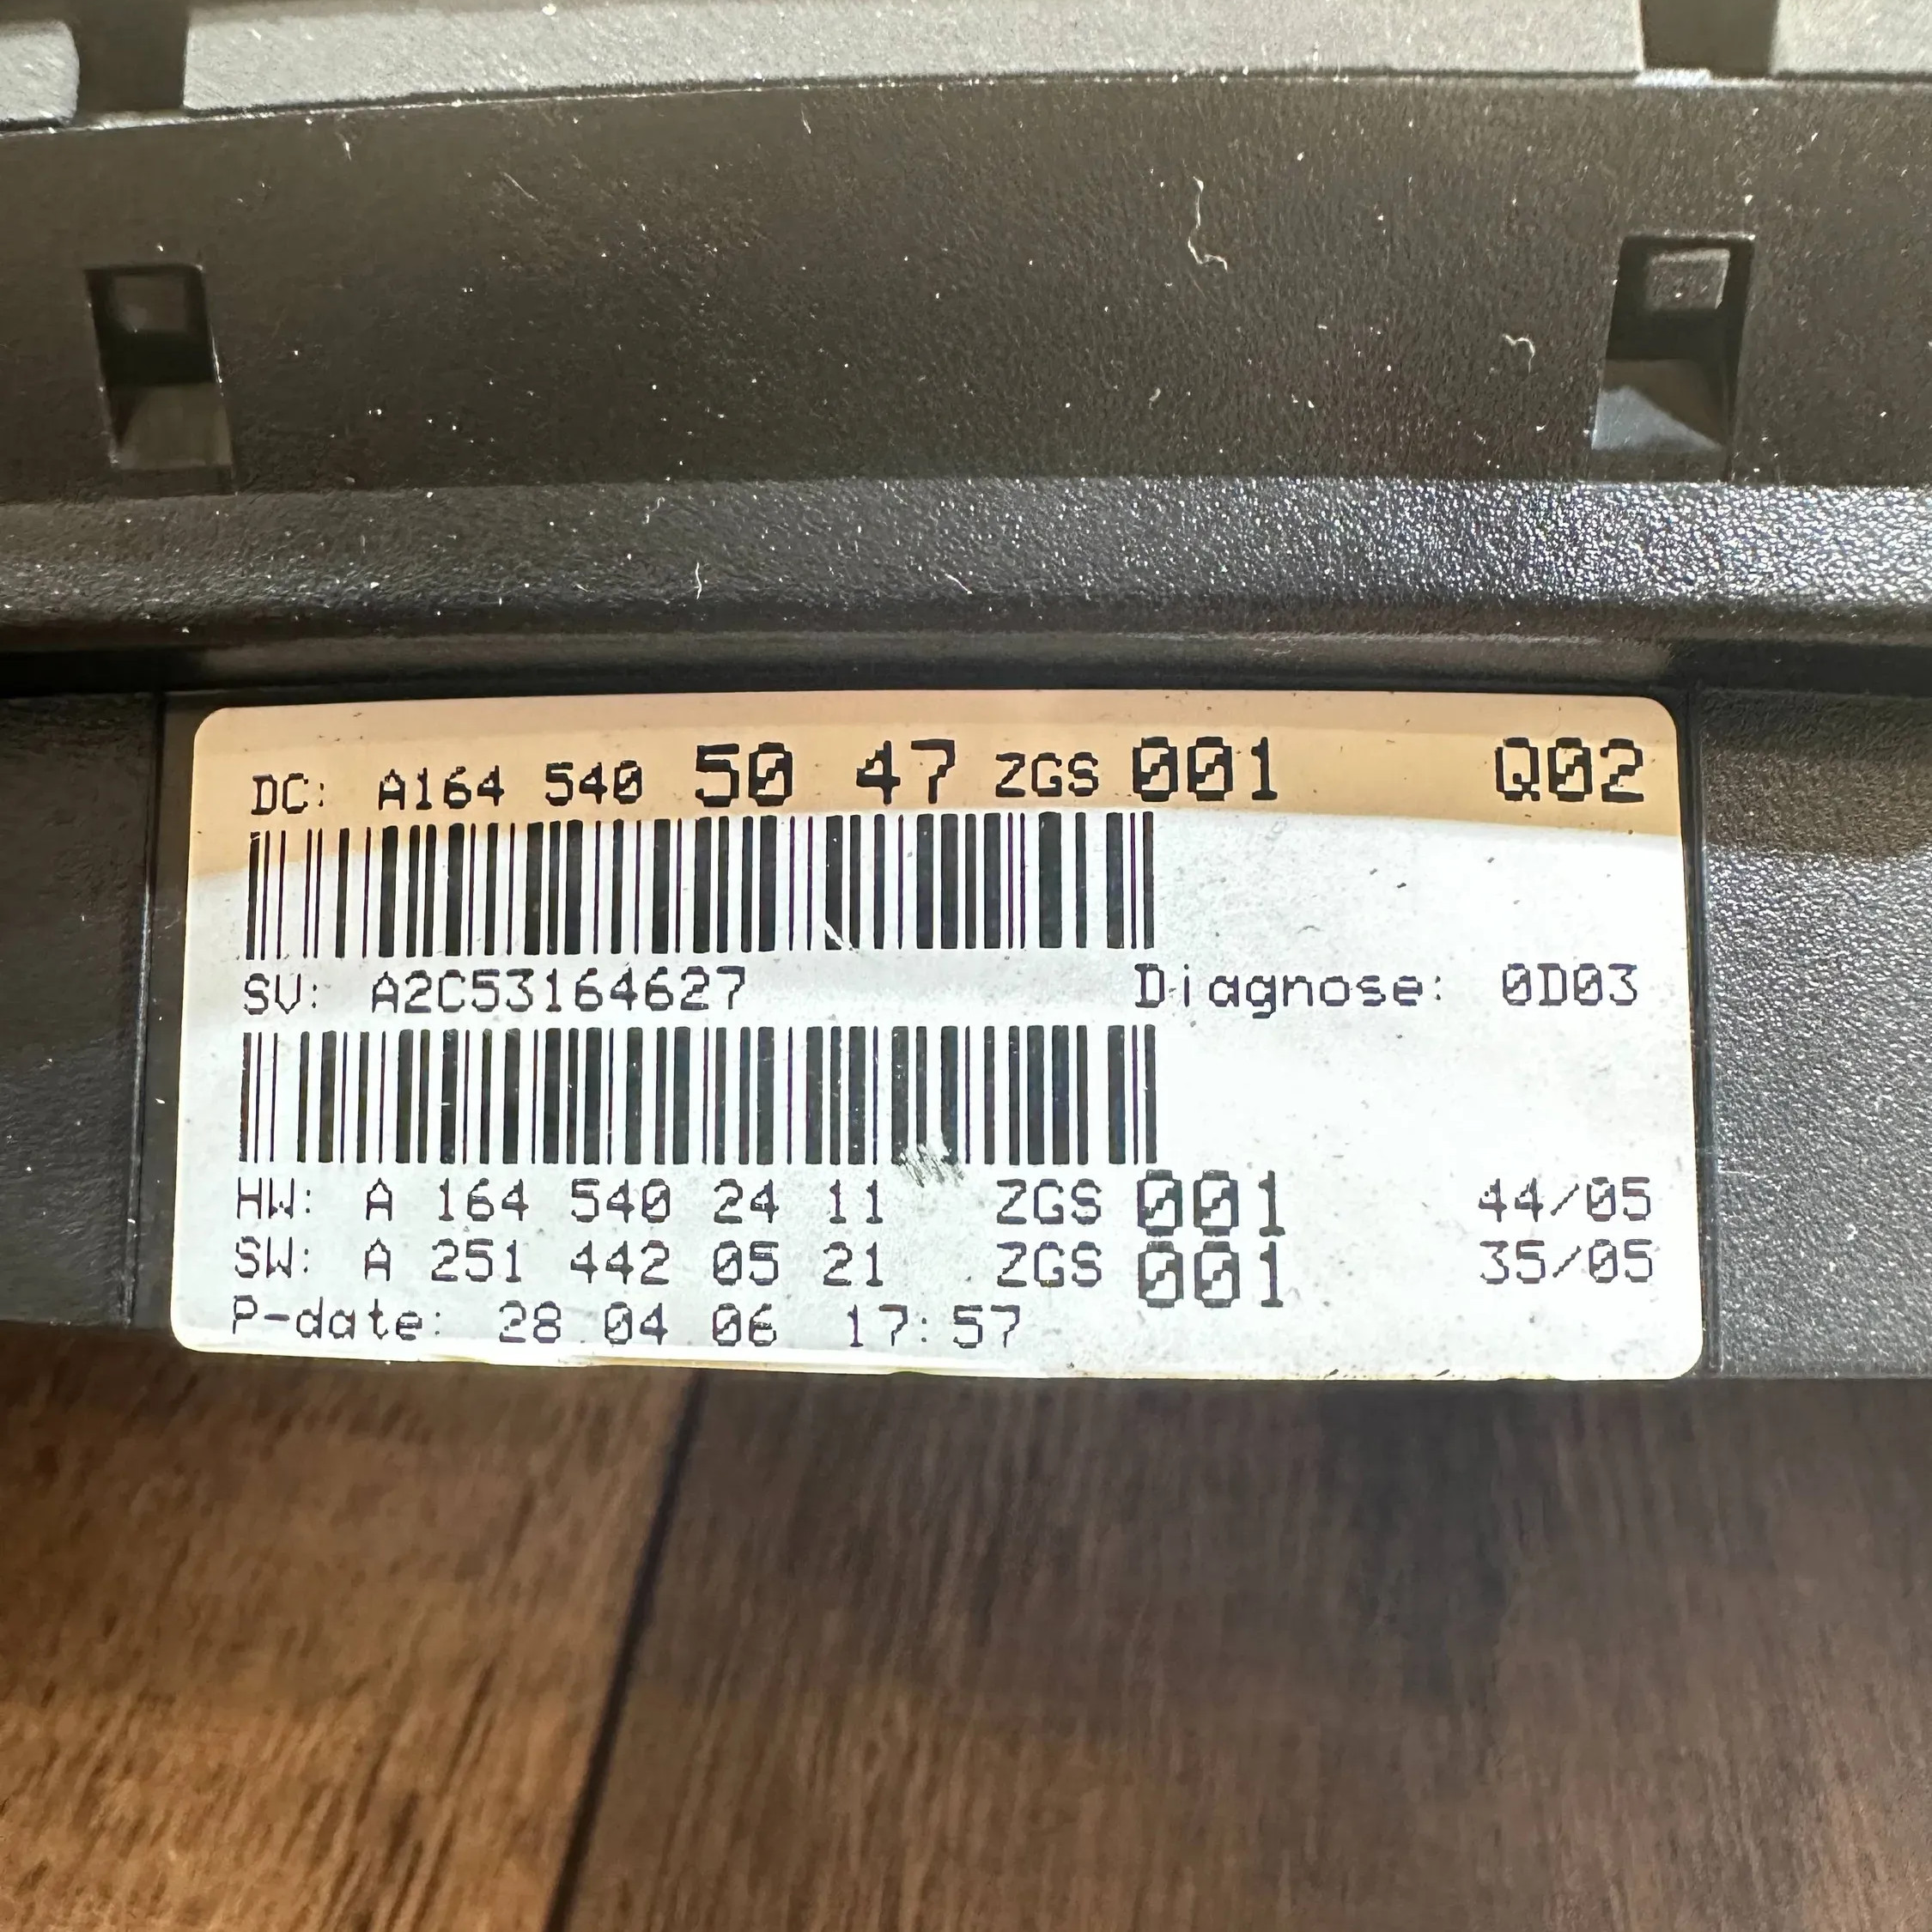 DC: A164 540 50 47 ZGS 001 Q02
SV: A2C53164627 Diagnose: 0D03
HW: A 164 540 24 11 ZGS 001 44/05
SW: A 251 442 05 21 ZGS 001 35/05
P-date: 28.04 06 17:57